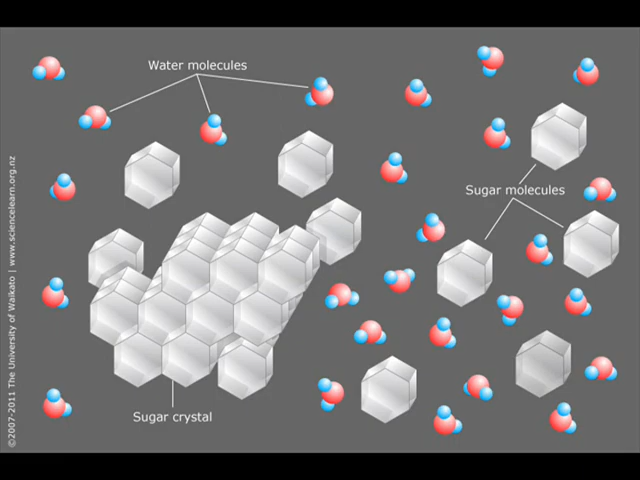 Water molecules
Sugar molecules
Sugar crystal
©2007-2011 The University of Waikato | www.sciencelearn.org.nz